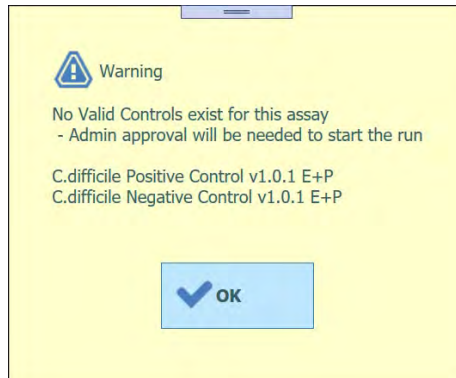 Warning
No Valid Controls exist for this assay
- Admin approval will be needed to start the run
C.difficile Positive Control v1.0.1 E+P
C.difficile Negative Control v1.0.1 E+P
OK